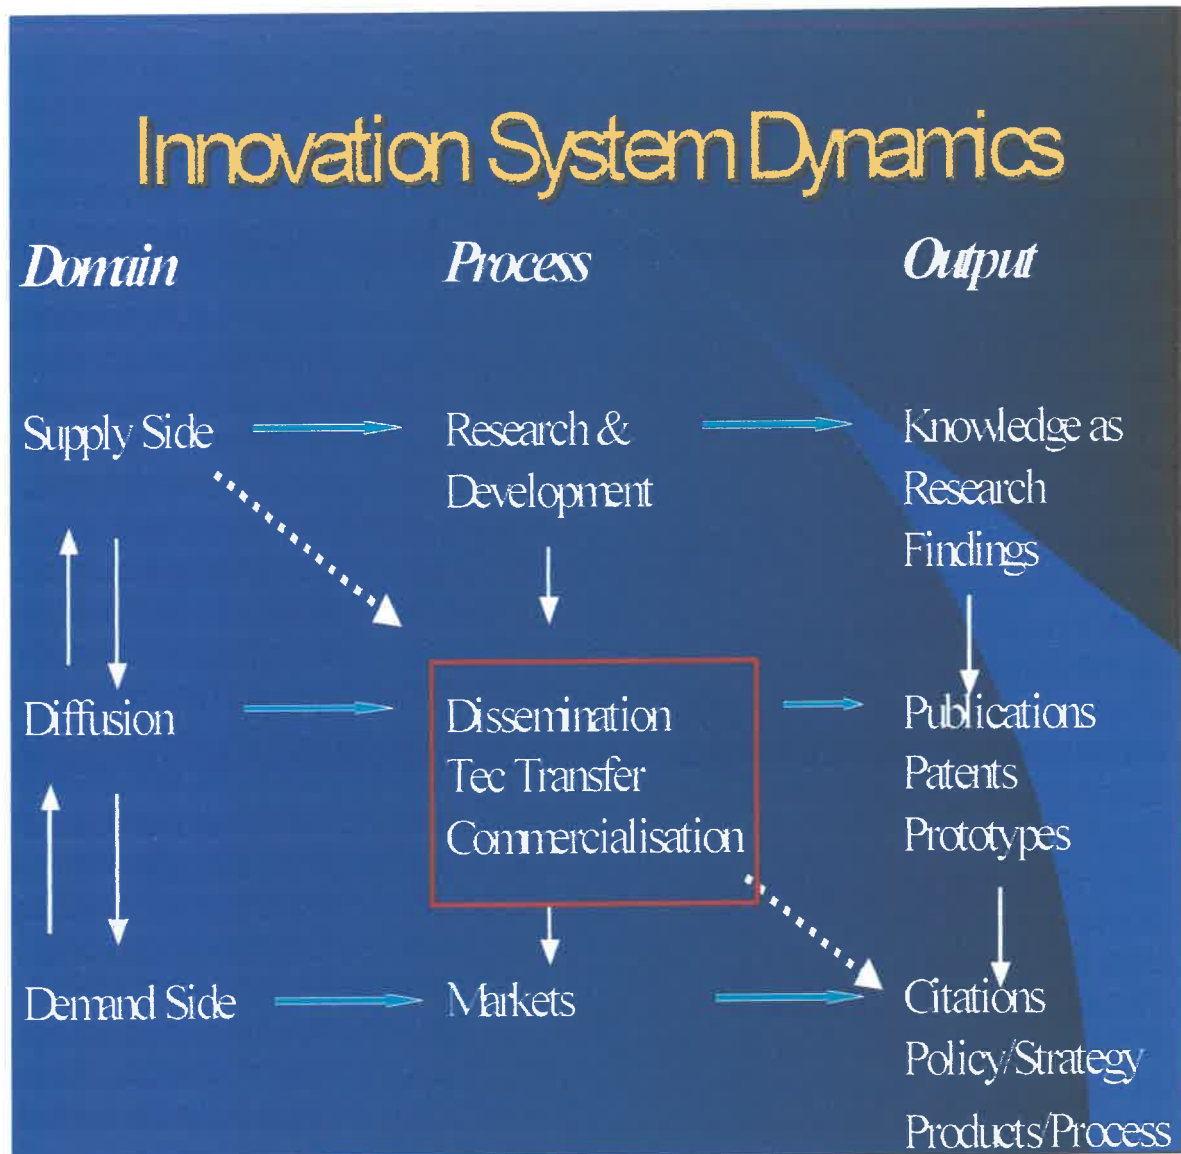 Innovation System Dynamics
Domain
Process
Output
Supply Side
Research &
Development
Knowledge as
Research
Findings
Diffusion
Dissemination
Tec Transfer
Commercialisation
Publications
Patents
Prototypes
Demand Side
Markets
Citations
Policy/Strategy
Products/Process